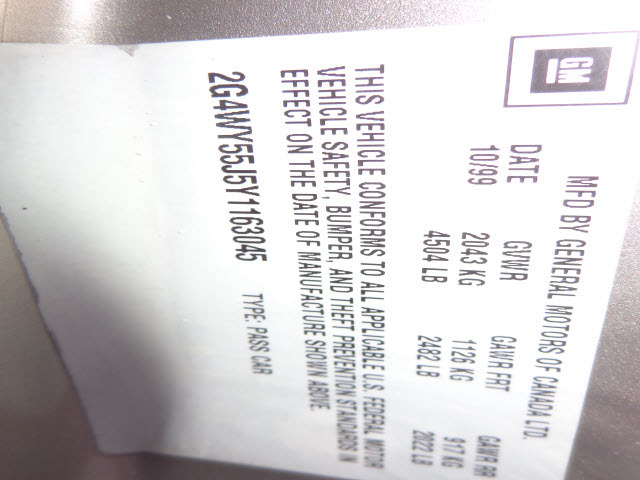 GM
MFD BY GENERAL MOTORS OF CANADA LTD.
DATE GVWR GAWR FRT GAWR RR
10/99 2043 KG 1126 KG 917 KG
4504 LB 2482 LB 2022 LB
THIS VEHICLE CONFORMS TO ALL APPLICABLE U.S. FEDERAL MOTOR
VEHICLE SAFETY, BUMPER, AND THEFT PREVENTION STANDARDS IN
EFFECT ON THE DATE OF MANUFACTURE SHOWN ABOVE.
2G4WY55J5Y1163045 TYPE: PASS CAR